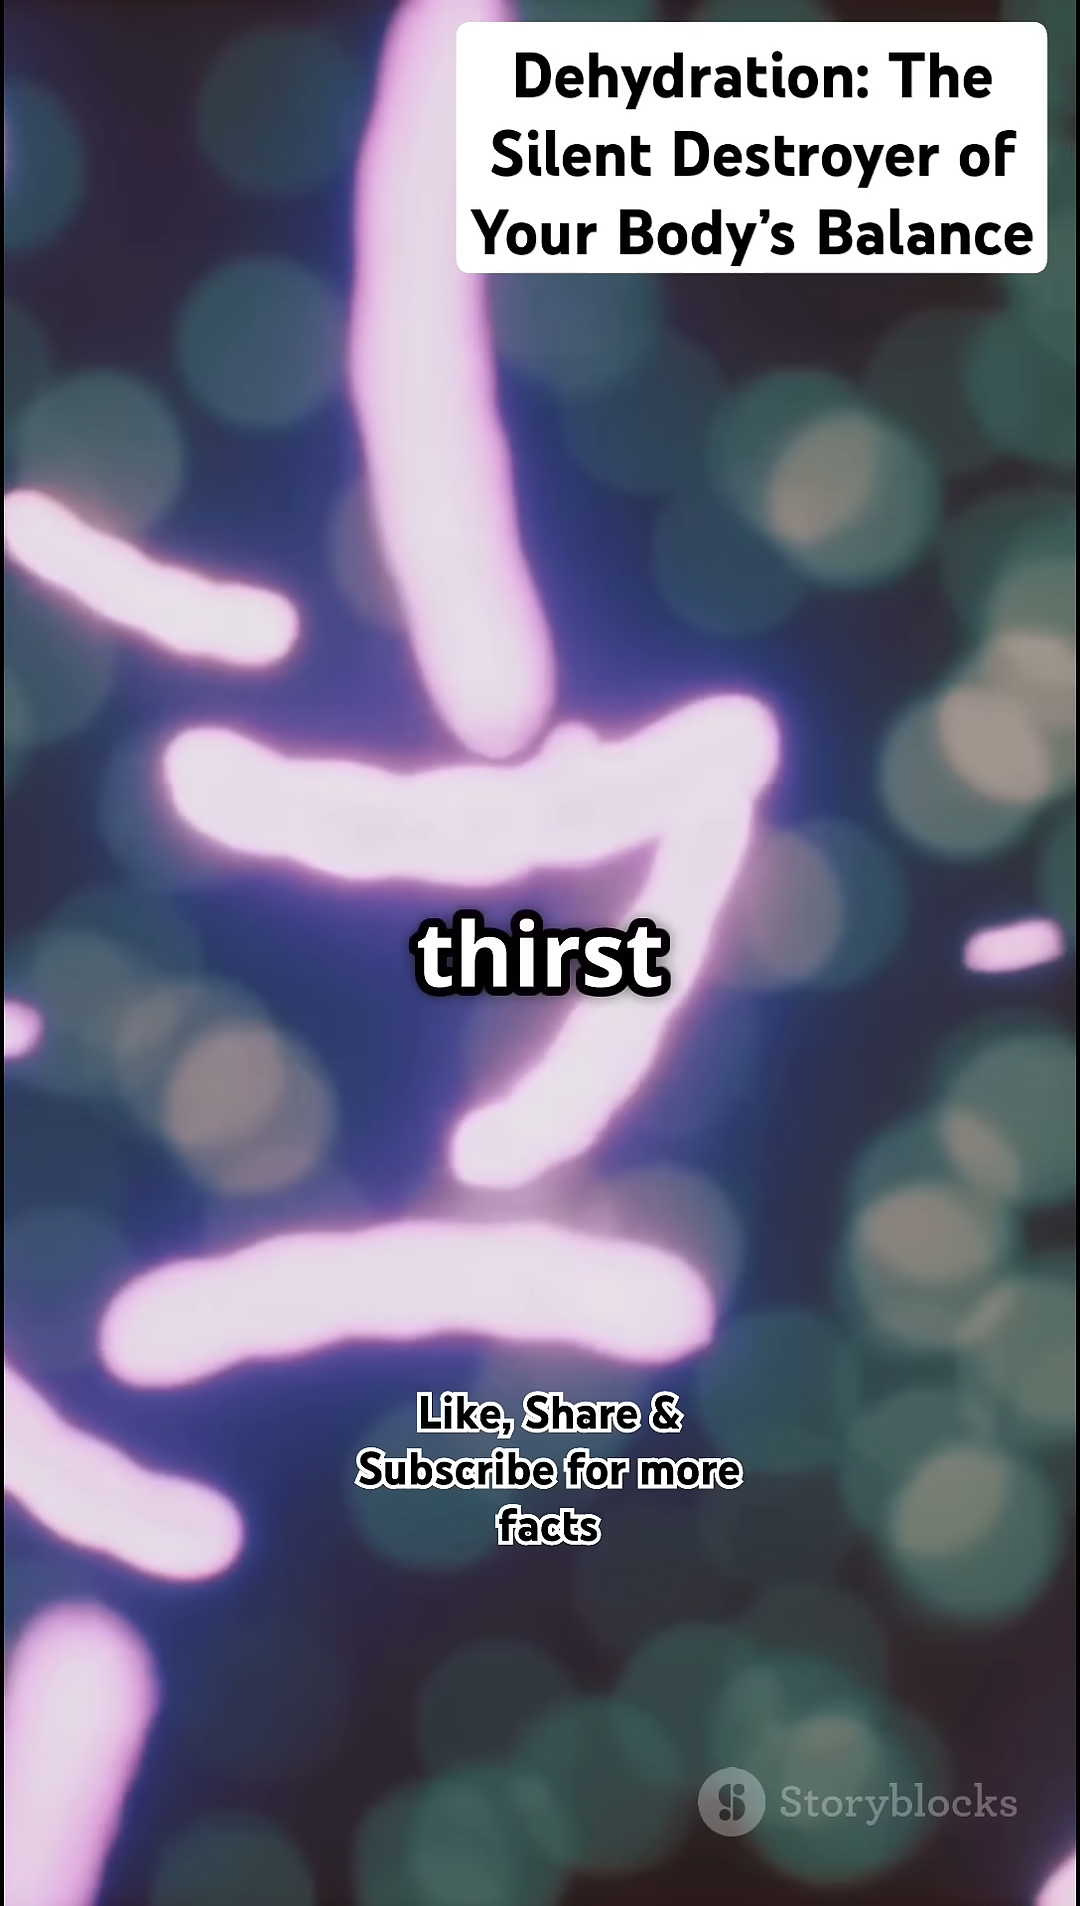 Dehydration: The
Silent Destroyer of
Your Body’s Balance
thirst
Like, Share &
Subscribe for more
facts
Storyblocks